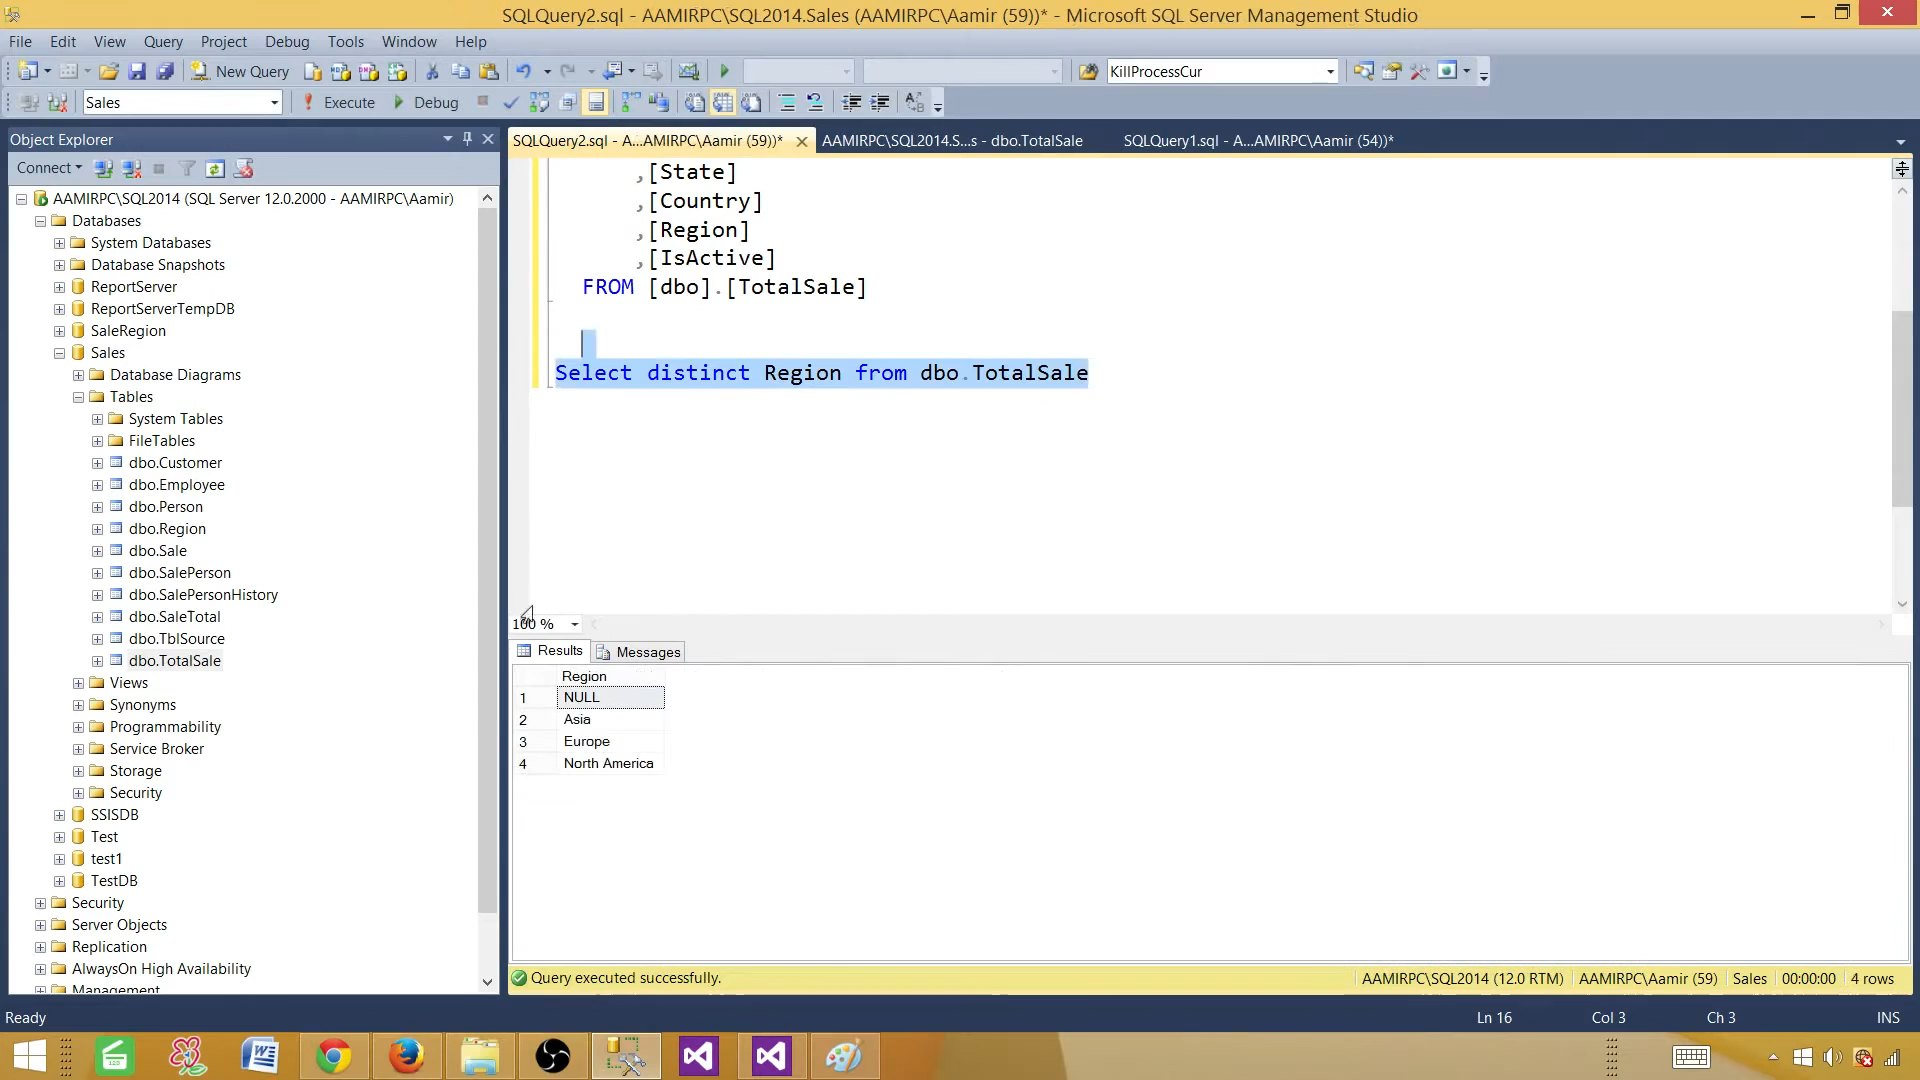 SQLQuery2.sql - AAMIRPC\SQL2014.Sales (AAMIRPC\Aamir (59))* - Microsoft SQL Server Management Studio
File Edit View Query Project Debug Tools Window Help
New Query KillProcessCur
Sales Execute Debug
Object Explorer
SQLQuery2.sql - A...AMIRPC\Aamir (59))* AAMIRPC\SQL2014.S...s - dbo.TotalSale SQLQuery1.sql - A...AMIRPC\Aamir (54))*
Connect
AAMIRPC\SQL2014 (SQL Server 12.0.2000 - AAMIRPC\Aamir)
Databases
System Databases
Database Snapshots
ReportServer
ReportServerTempDB
SaleRegion
Sales
Database Diagrams
Tables
System Tables
FileTables
dbo.Customer
dbo.Employee
dbo.Person
dbo.Region
dbo.Sale
dbo.SalePerson
dbo.SalePersonHistory
dbo.SaleTotal
dbo.TblSource
dbo.TotalSale
Views
Synonyms
Programmability
Service Broker
Storage
Security
SSISDB
Test
test1
TestDB
Security
Server Objects
Replication
AlwaysOn High Availability
Management
,[State]
,[Country]
,[Region]
,[IsActive]
FROM [dbo].[TotalSale]
Select distinct Region from dbo.TotalSale
100 %
Results Messages
Region
1 NULL
2 Asia
3 Europe
4 North America
Query executed successfully. AAMIRPC\SQL2014 (12.0 RTM) AAMIRPC\Aamir (59) Sales 00:00:00 4 rows
Ready Ln 16 Col 3 Ch 3 INS